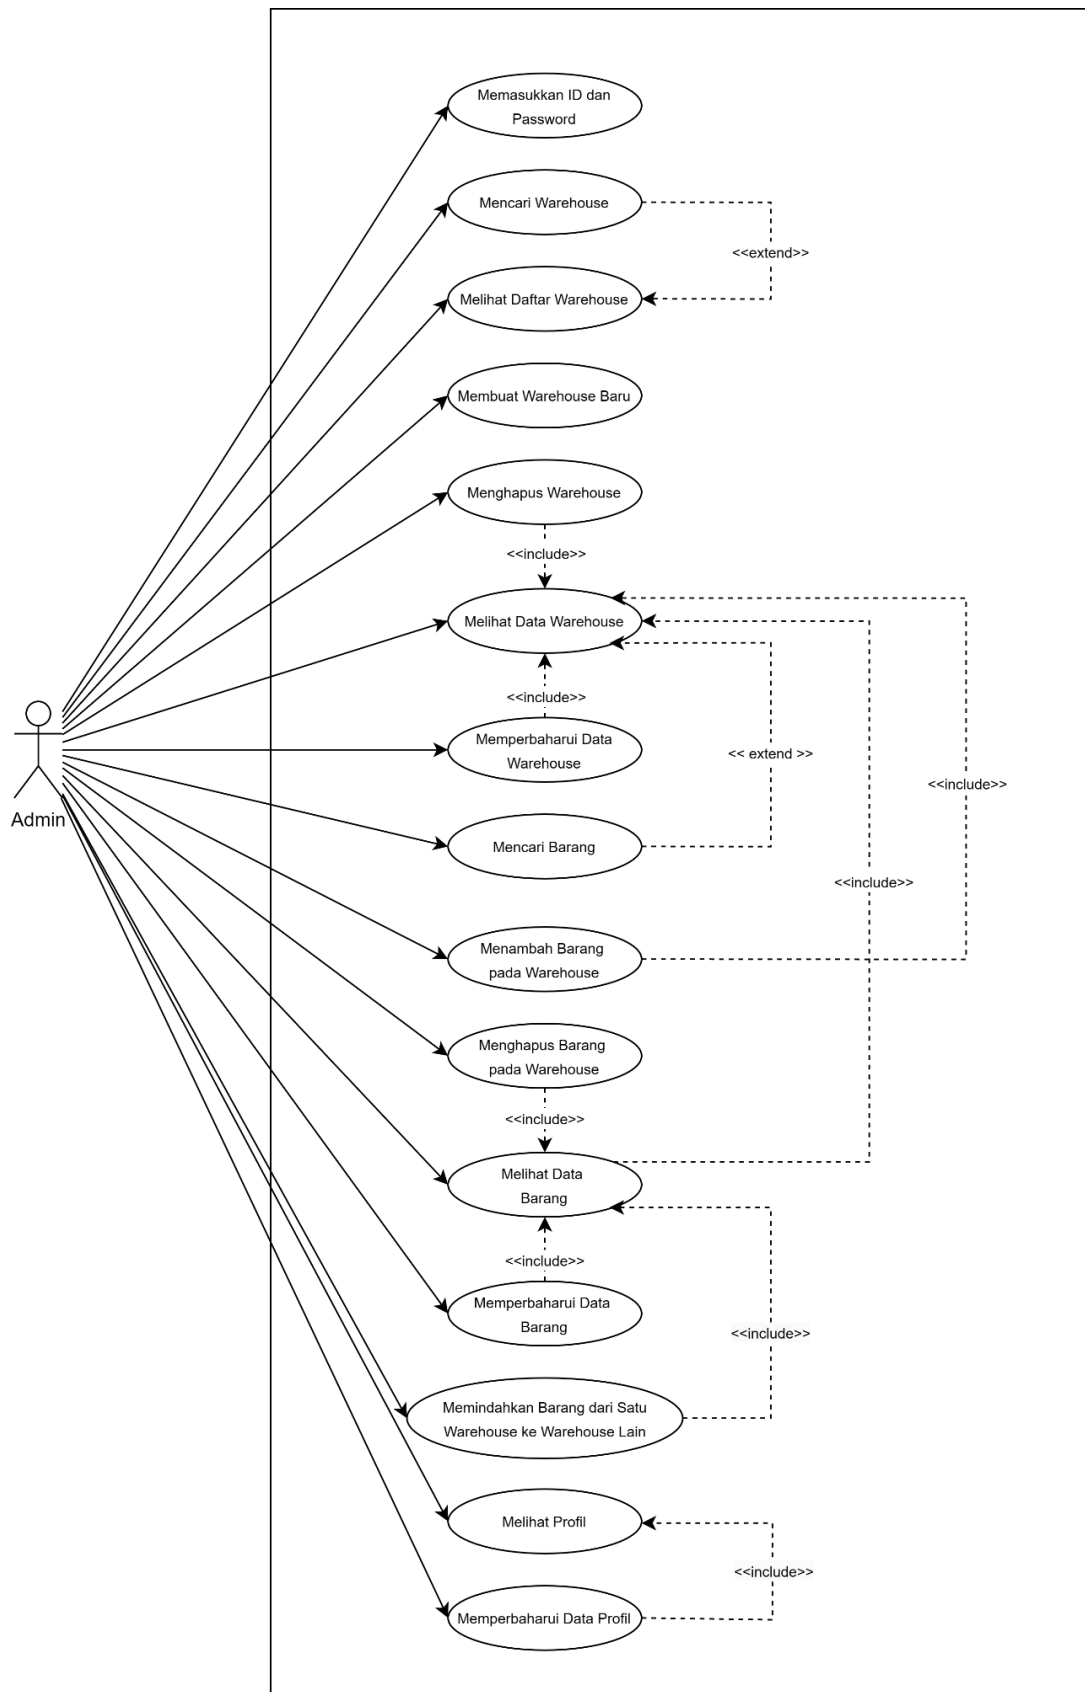 Memasukkan ID dan
Password
Mencari Warehouse
<<extend>>
Melihat Daftar Warehouse
Membuat Warehouse Baru
Menghapus Warehouse
<<include>>
Melihat Data Warehouse
<<include>>
Memperbaharui Data
Warehouse
<< extend >>
<<include>>
Admin
Mencari Barang
<<include>>
Menambah Barang
pada Warehouse
Menghapus Barang
pada Warehouse
<<include>>
Melihat Data
Barang
<<include>>
Memperbaharui Data
Barang
<<include>>
Memindahkan Barang dari Satu
Warehouse ke Warehouse Lain
Melihat Profil
<<include>>
Memperbaharui Data Profil